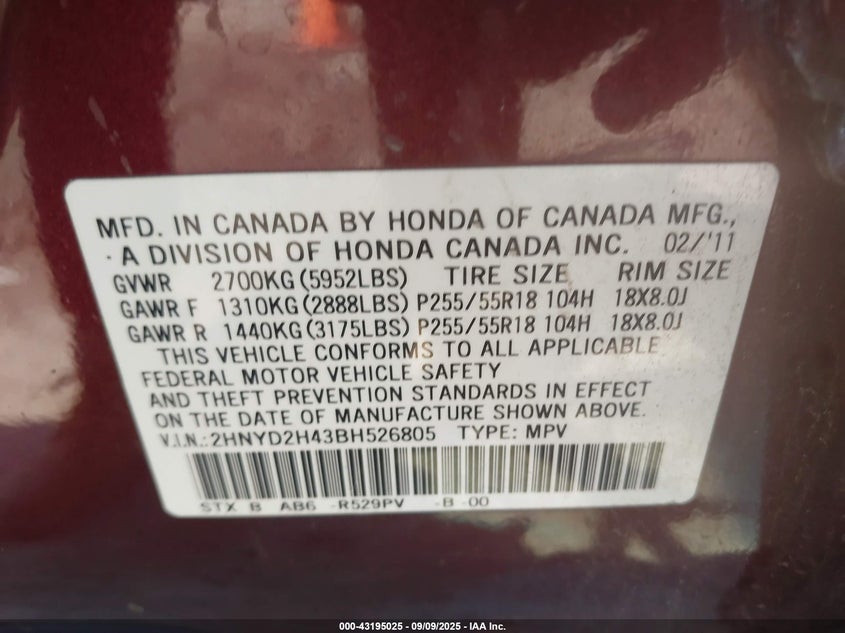 MFD. IN CANADA BY HONDA OF CANADA MFG.,
A DIVISION OF HONDA CANADA INC. 02/'11
GVWR 2700KG (5952LBS) TIRE SIZE RIM SIZE
GAWR F 1310KG (2888LBS) P255/55R18 104H 18X8.0J
GAWR R 1440KG (3175LBS) P255/55R18 104H 18X8.0J
THIS VEHICLE CONFORMS TO ALL APPLICABLE
FEDERAL MOTOR VEHICLE SAFETY
AND THEFT PREVENTION STANDARDS IN EFFECT
ON THE DATE OF MANUFACTURE SHOWN ABOVE.
V.I.N.: 2HNYD2H43BH526805 TYPE: MPV
STX B AB6 -R529PV -B -00
000-43195025 - 09/09/2025 - IAA Inc.